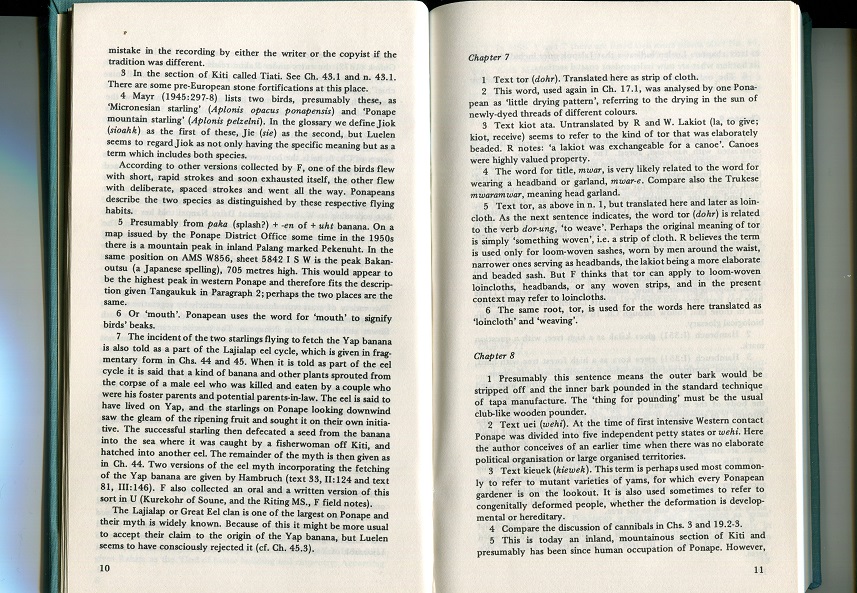 mistake in the recording by either the writer or the copyist if the
tradition was different.
3 In the section of Kiti called Tiati. See Ch. 43.1 and n. 43.1.
There are some pre-European stone fortifications at this place.
4 Mayr (1945:297-8) lists two birds, presumably these, as
'Micronesian starling' (Aplonis opacus ponapensis) and 'Ponape
mountain starling' (Aplonis pelzelni). In the glossary we define Jiok
(sioahk) as the first of these, Jie (sie) as the second, but Luelen
seems to regard Jiok as not only having the specific meaning but as a
term which includes both species.
According to other versions collected by F, one of the birds flew
with short, rapid strokes and soon exhausted itself, the other flew
with deliberate, spaced strokes and went all the way. Ponapeans
describe the two species as distinguished by these respective flying
habits.
5 Presumably from paka (splash?) + -en of + uht banana. On a
map issued by the Ponape District Office some time in the 1950s
there is a mountain peak in inland Palang marked Pekenuht. In the
same position on AMS W856, sheet 5842 I S W is the peak Bakan-
outsu (a Japanese spelling), 705 metres high. This would appear to
be the highest peak in western Ponape and therefore fits the descrip-
tion given Tangaukuk in Paragraph 2; perhaps the two places are the
same.
6 Or 'mouth'. Ponapean uses the word for 'mouth' to signify
birds' beaks.
7 The incident of the two starlings flying to fetch the Yap banana
is also told as a part of the Lajialap eel cycle, which is given in frag-
mentary form in Chs. 44 and 45. When it is told as part of the eel
cycle it is said that a kind of banana and other plants sprouted from
the corpse of a male eel who was killed and eaten by a couple who
were his foster parents and potential parents-in-law. The eel is said to
have lived on Yap, and the starlings on Ponape looking downwind
saw the gleam of the ripening fruit and sought it on their own initia-
tive. The successful starling then defecated a seed from the banana
into the sea where it was caught by a fisherwoman off Kiti, and
hatched into another eel. The remainder of the myth is then given as
in Ch. 44. Two versions of the eel myth incorporating the fetching
of the Yap banana are given by Hambruch (text 33, II:124 and text
81, III:146). F also collected an oral and a written version of this
sort in U (Kurekohr of Soune, and the Riting MS., F field notes).
The Lajialap or Great Eel clan is one of the largest on Ponape and
their myth is widely known. Because of this it might be more usual
to accept their claim to the origin of the Yap banana, but Luelen
seems to have consciously rejected it (cf. Ch. 45.3).
10
Chapter 7
1 Text tor (dohr). Translated here as strip of cloth.
2 This word, used again in Ch. 17.1, was analysed by one Pona-
pean as 'little drying pattern', referring to the drying in the sun of
newly-dyed threads of different colours.
3 Text kiot ata. Untranslated by R and W. Lakiot (la, to give;
kiot, receive) seems to refer to the kind of tor that was elaborately
beaded. R notes: 'a lakiot was exchangeable for a canoe'. Canoes
were highly valued property.
4 The word for title, mwar, is very likely related to the word for
wearing a headband or garland, mwar-e. Compare also the Trukese
mwaramwar, meaning head garland.
5 Text tor, as above in n. 1, but translated here and later as loin-
cloth. As the next sentence indicates, the word tor (dohr) is related
to the verb dor-ung, 'to weave'. Perhaps the original meaning of tor
is simply 'something woven', i.e. a strip of cloth. R believes the term
is used only for loom-woven sashes, worn by men around the waist,
narrower ones serving as headbands, the lakiot being a more elaborate
and beaded sash. But F thinks that tor can apply to loom-woven
loincloths, headbands, or any woven strips, and in the present
context may refer to loincloths.
6 The same root, tor, is used for the words here translated as
'loincloth' and 'weaving'.
Chapter 8
1 Presumably this sentence means the outer bark would be
stripped off and the inner bark pounded in the standard technique
of tapa manufacture. The 'thing for pounding' must be the usual
club-like wooden pounder.
2 Text uei (wehi). At the time of first intensive Western contact
Ponape was divided into five independent petty states or wehi. Here
the author conceives of an earlier time when there was no elaborate
political organisation or large organised territories.
3 Text kieuek (kiewek). This term is perhaps used most common-
ly to refer to mutant varieties of yams, for which every Ponapean
gardener is on the lookout. It is also used sometimes to refer to
congenitally deformed people, whether the deformation is develop-
mental or hereditary.
4 Compare the discussion of cannibals in Chs. 3 and 19.2-3.
5 This is today an inland, mountainous section of Kiti and
presumably has been since human occupation of Ponape. However,
11